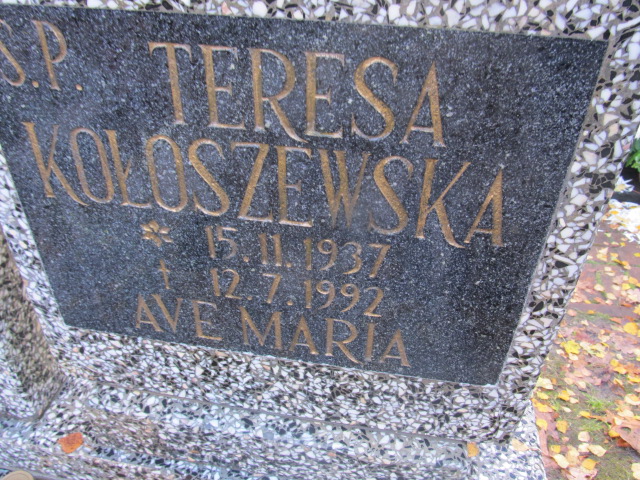 Ś.P. TERESA
KOŁOSZEWSKA
* 15.11.1937
† 12.7.1992
AVE MARIA